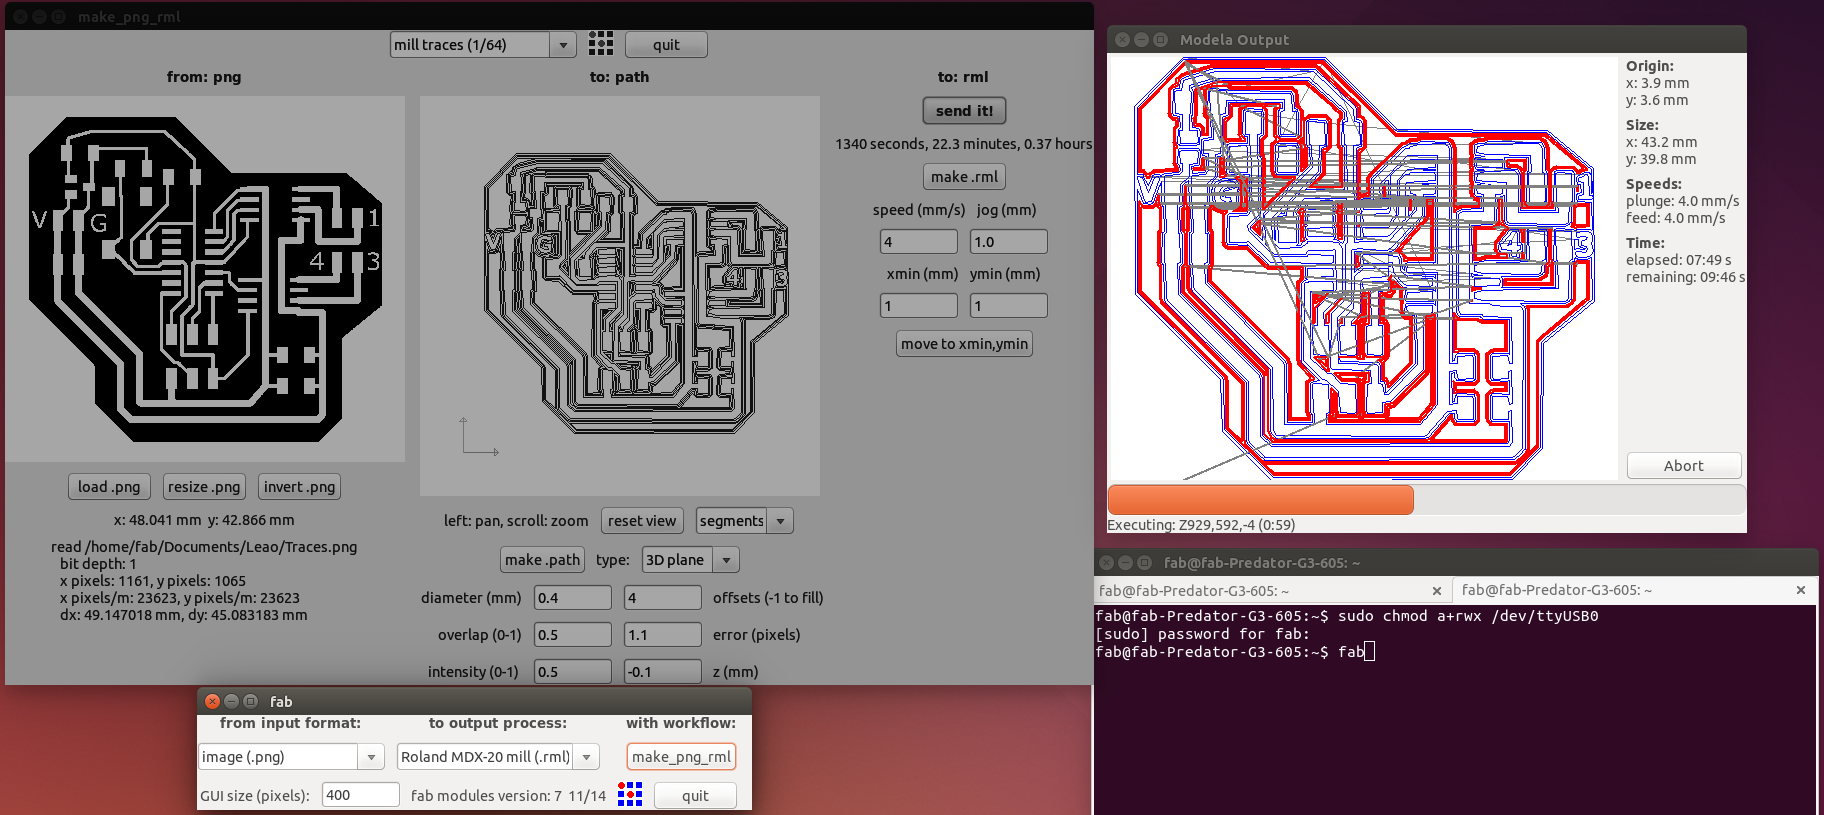 make_png_rml
mill traces (1/64)
quit
from: png
to: path
to: rml
V
G
1
4
3
V
G
1
4
3
send it!
1340 seconds, 22.3 minutes, 0.37 hours
make .rml
speed (mm/s) jog (mm)
4 1.0
xmin (mm) ymin (mm)
1 1
move to xmin,ymin
load .png resize .png invert .png
x: 48.041 mm y: 42.866 mm
read /home/fab/Documents/Leao/Traces.png
bit depth: 1
x pixels: 1161, y pixels: 1065
x pixels/m: 23623, y pixels/m: 23623
dx: 49.147018 mm, dy: 45.083183 mm
left: pan, scroll: zoom reset view segments
make .path type: 3D plane
diameter (mm) 0.4 4 offsets (-1 to fill)
overlap (0-1) 0.5 1.1 error (pixels)
intensity (0-1) 0.5 -0.1 z (mm)
fab
from input format: to output process: with workflow:
image (.png) Roland MDX-20 mill (.rml) make_png_rml
GUI size (pixels): 400 fab modules version: 7 11/14 quit
Modela Output
V
G
1
4
3
Origin:
x: 3.9 mm
y: 3.6 mm
Size:
x: 43.2 mm
y: 39.8 mm
Speeds:
plunge: 4.0 mm/s
feed: 4.0 mm/s
Time:
elapsed: 07:49 s
remaining: 09:46 s
Abort
Executing: Z929,592,-4 (0:59)
fab@fab-Predator-G3-605: ~
fab@fab-Predator-G3-605: ~ fab@fab-Predator-G3-605: ~
fab@fab-Predator-G3-605:~$ sudo chmod a+rwx /dev/ttyUSB0
[sudo] password for fab:
fab@fab-Predator-G3-605:~$ fab